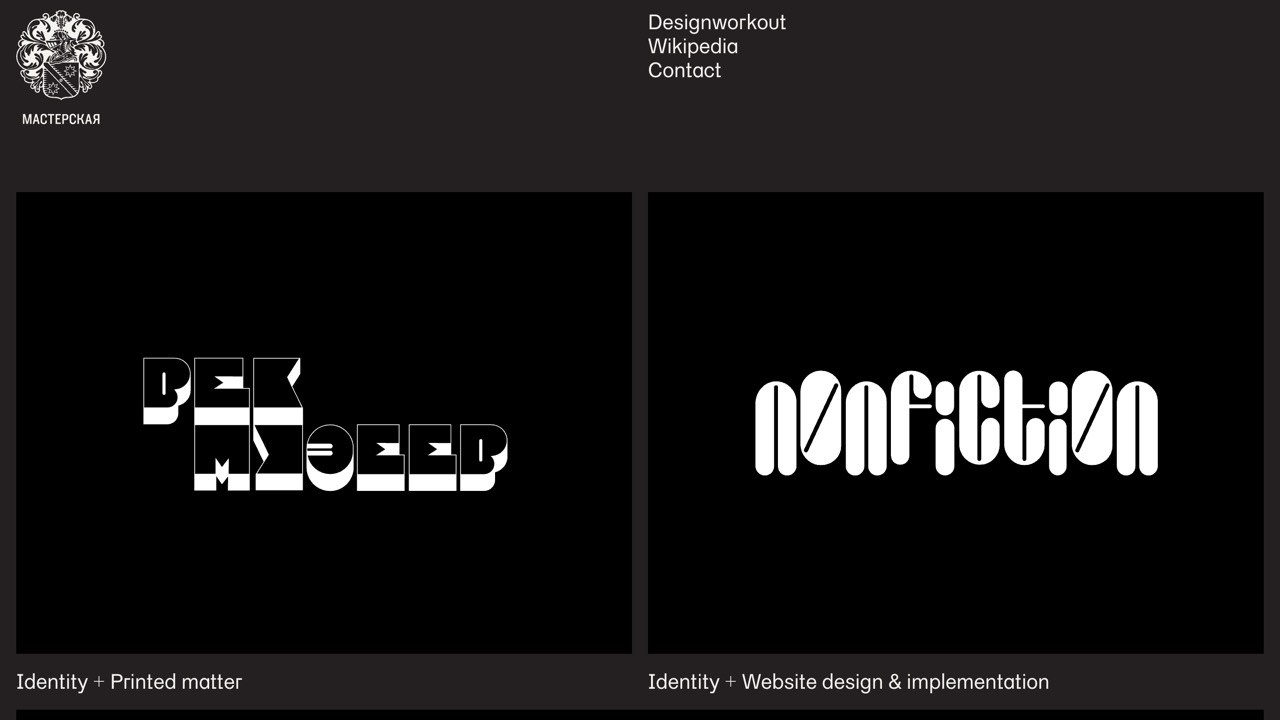 МАСТЕРСКАЯ
Designworkout
Wikipedia
Contact
ВЕК
МУЗЕЕВ
nonfiction
Identity + Printed matter
Identity + Website design & implementation